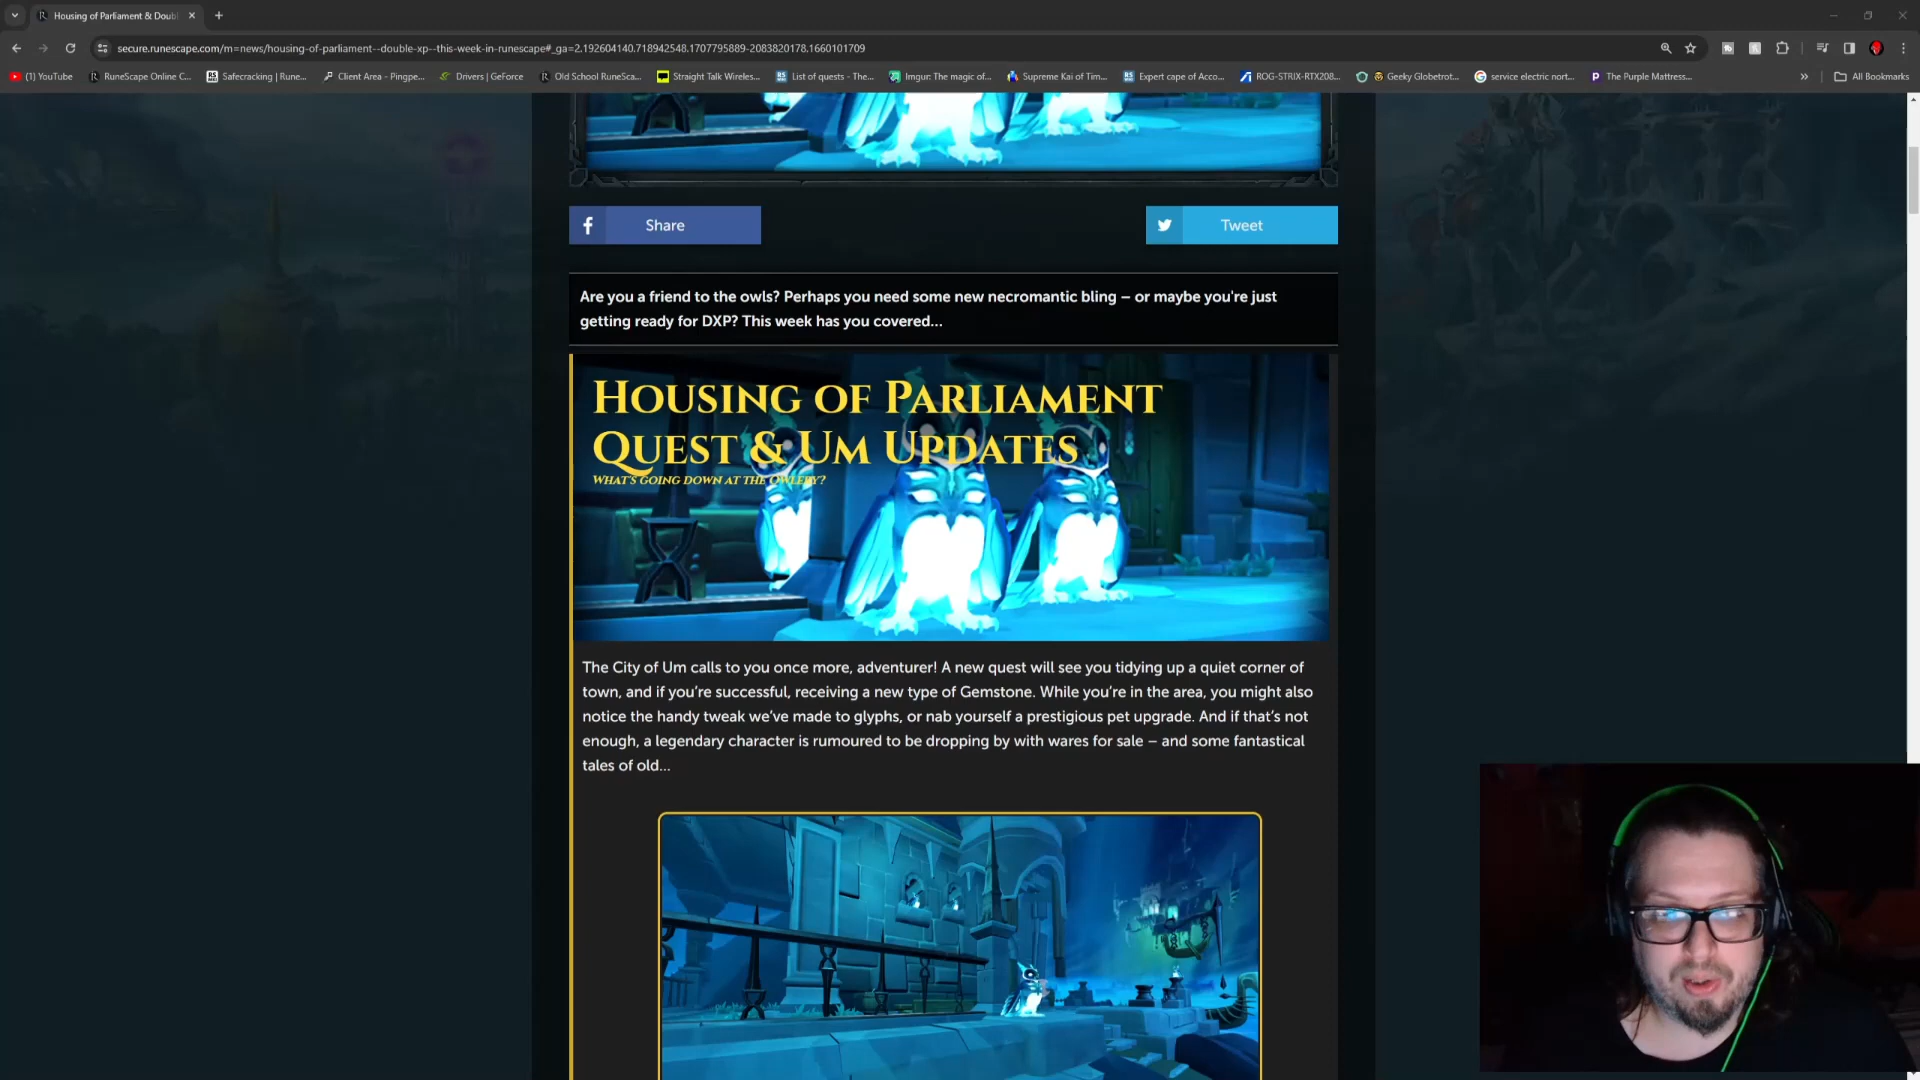 Housing of Parliament & Doubl
secure.runescape.com/m=news/housing-of-parliament--double-xp--this-week-in-runescape#_ga=2.192604140.718942548.1707795889-2083820178.1660101709
(1) YouTube
RuneScape Online C...
Safecracking | Rune...
Client Area - Pingpe...
Drivers | GeForce
Old School RuneSca...
Straight Talk Wireles...
List of quests - The...
Imgur: The magic of...
Supreme Kai of Tim...
Expert cape of Acco...
ROG-STRIX-RTX208...
Geeky Globetrot...
service electric nort...
The Purple Mattress...
All Bookmarks
Share
Tweet
Are you a friend to the owls? Perhaps you need some new necromantic bling – or maybe you're just
getting ready for DXP? This week has you covered...
Housing of Parliament
Quest & Um Updates
What's going down at the Owlery?
The City of Um calls to you once more, adventurer! A new quest will see you tidying up a quiet corner of
town, and if you're successful, receiving a new type of Gemstone. While you're in the area, you might also
notice the handy tweak we've made to glyphs, or nab yourself a prestigious pet upgrade. And if that's not
enough, a legendary character is rumoured to be dropping by with wares for sale – and some fantastical
tales of old...